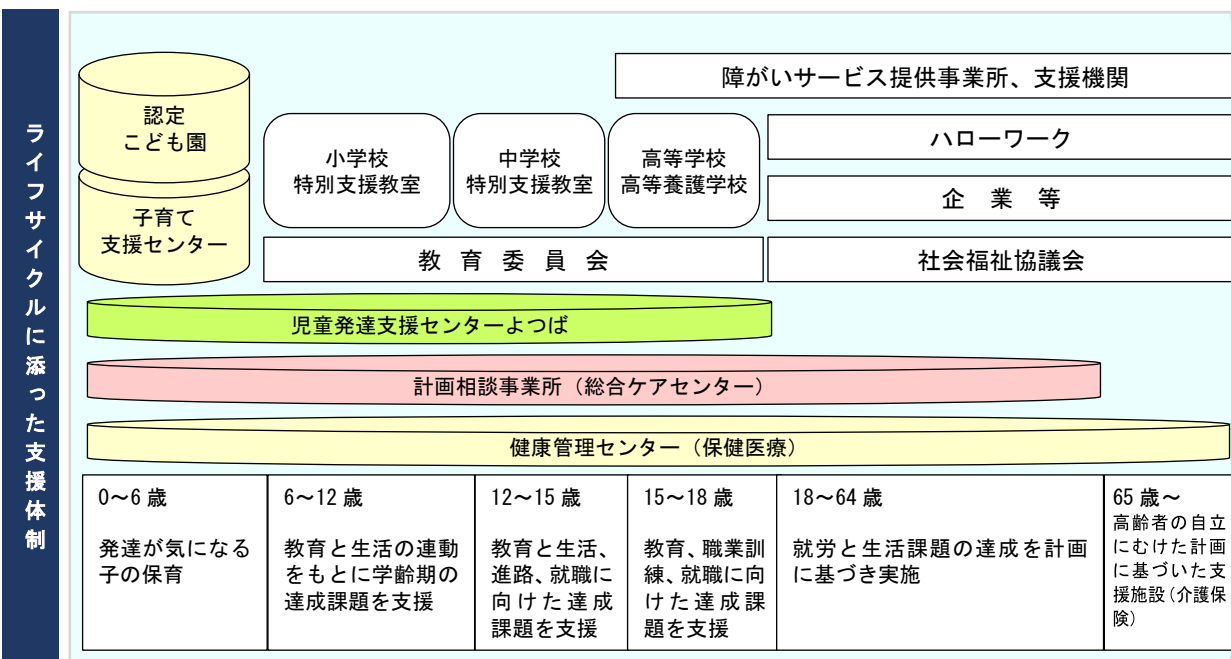 ライフサイクルに添った支援体制
障がいサービス提供事業所、支援機関
認定
こども園
子育て
支援センター
小学校
特別支援教室
中学校
特別支援教室
高等学校
高等養護学校
ハローワーク
企業等
教育委員会
社会福祉協議会
児童発達支援センターよつば
計画相談事業所（総合ケアセンター）
健康管理センター（保健医療）
0～6 歳
発達が気になる
子の保育
6～12 歳
教育と生活の連動
をもとに学齢期の
達成課題を支援
12～15 歳
教育と生活、
進路、就職に
向けた達成
課題を支援
15～18 歳
教育、職業訓
練、就職に向
けた達成課
題を支援
18～64 歳
就労と生活課題の達成を計画
に基づき実施
65 歳～
高齢者の自立
にむけた計画
に基づいた支
援施設（介護保
険）